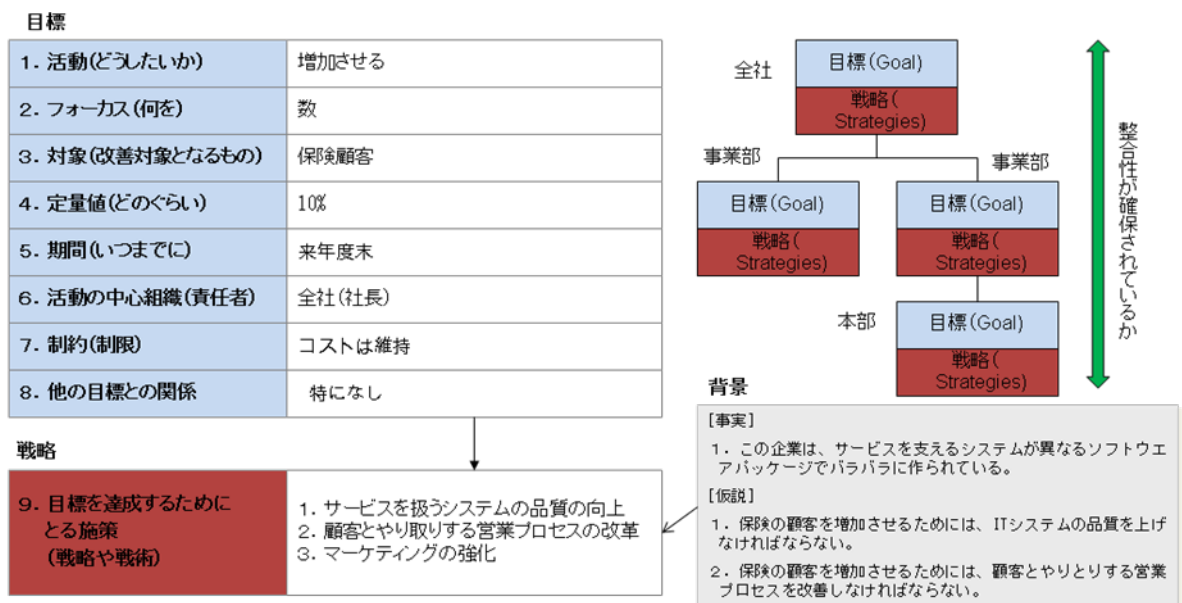 目標
1. 活動(どうしたいか)
増加させる
2. フォーカス(何を)
数
3. 対象(改善対象となるもの)
保険顧客
4. 定量値(どのぐらい)
10%
5. 期間(いつまでに)
来年度末
6. 活動の中心組織(責任者)
全社(社長)
7. 制約(制限)
コストは維持
8. 他の目標との関係
特になし
戦略
9. 目標を達成するために
とる施策
(戦略や戦術)
1. サービスを扱うシステムの品質の向上
2. 顧客とやり取りする営業プロセスの改革
3. マーケティングの強化
全社
目標(Goal)
戦略(
Strategies)
事業部
目標(Goal)
戦略(
Strategies)
事業部
目標(Goal)
戦略(
Strategies)
本部
目標(Goal)
戦略(
Strategies)
整合性が確保されているか
背景
[事実]
1. この企業は、サービスを支えるシステムが異なるソフトウエ
アパッケージでバラバラに作られている。
[仮説]
1. 保険の顧客を増加させるためには、ITシステムの品質を上げ
なければならない。
2. 保険の顧客を増加させるためには、顧客とやりとりする営業
プロセスを改善しなければならない。